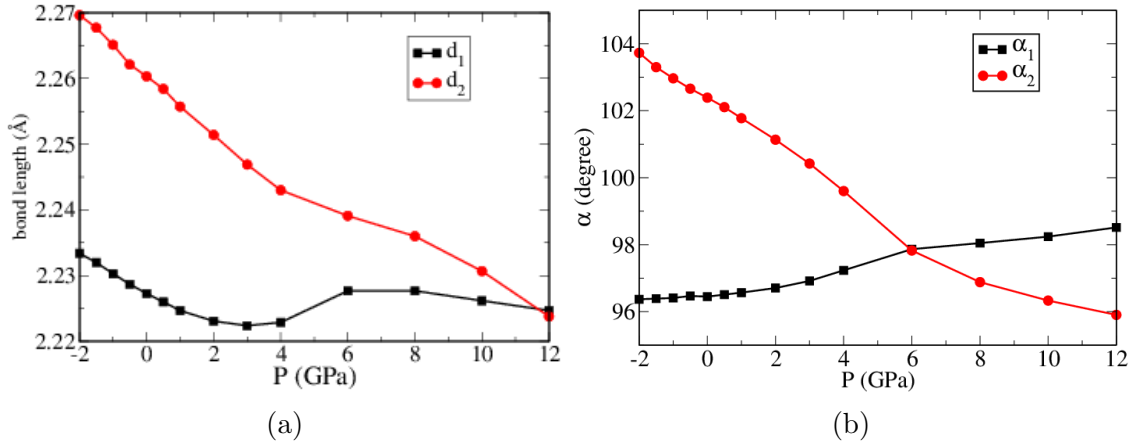 2.27
2.26
2.25
2.24
2.23
2.22
bond length (Å)
d1
d2
-2 0 2 4 6 8 10 12
P (GPa)
(a)
104
102
100
98
96
α (degree)
α1
α2
-2 0 2 4 6 8 10 12
P (GPa)
(b)